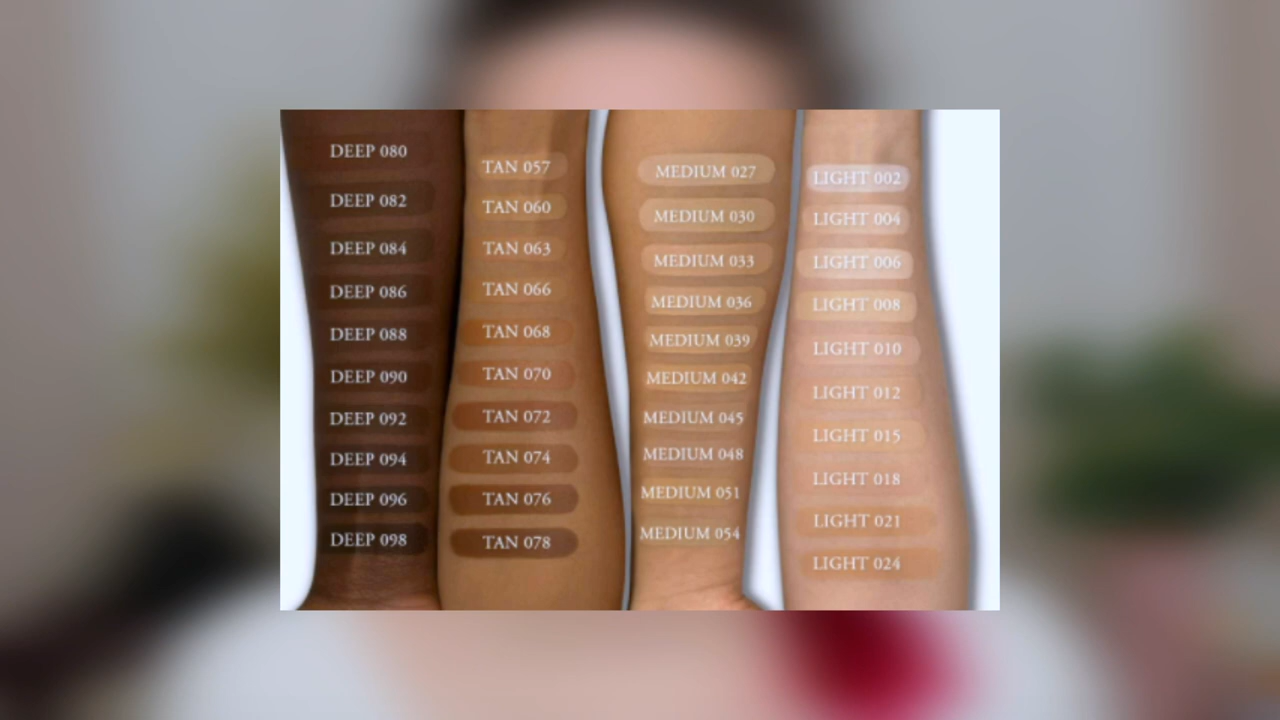 DEEP 080
DEEP 082
DEEP 084
DEEP 086
DEEP 088
DEEP 090
DEEP 092
DEEP 094
DEEP 096
DEEP 098
TAN 057
TAN 060
TAN 063
TAN 066
TAN 068
TAN 070
TAN 072
TAN 074
TAN 076
TAN 078
MEDIUM 027
MEDIUM 030
MEDIUM 033
MEDIUM 036
MEDIUM 039
MEDIUM 042
MEDIUM 045
MEDIUM 048
MEDIUM 051
MEDIUM 054
LIGHT 002
LIGHT 004
LIGHT 006
LIGHT 008
LIGHT 010
LIGHT 012
LIGHT 015
LIGHT 018
LIGHT 021
LIGHT 024